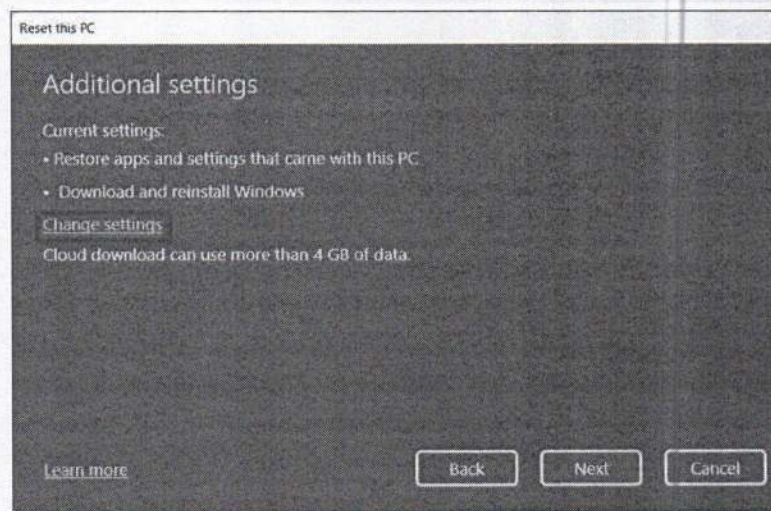 Reset this PC
Additional settings
Current settings:
• Restore apps and settings that came with this PC
• Download and reinstall Windows
Change settings
Cloud download can use more than 4 GB of data.
Learn more
Back
Next
Cancel